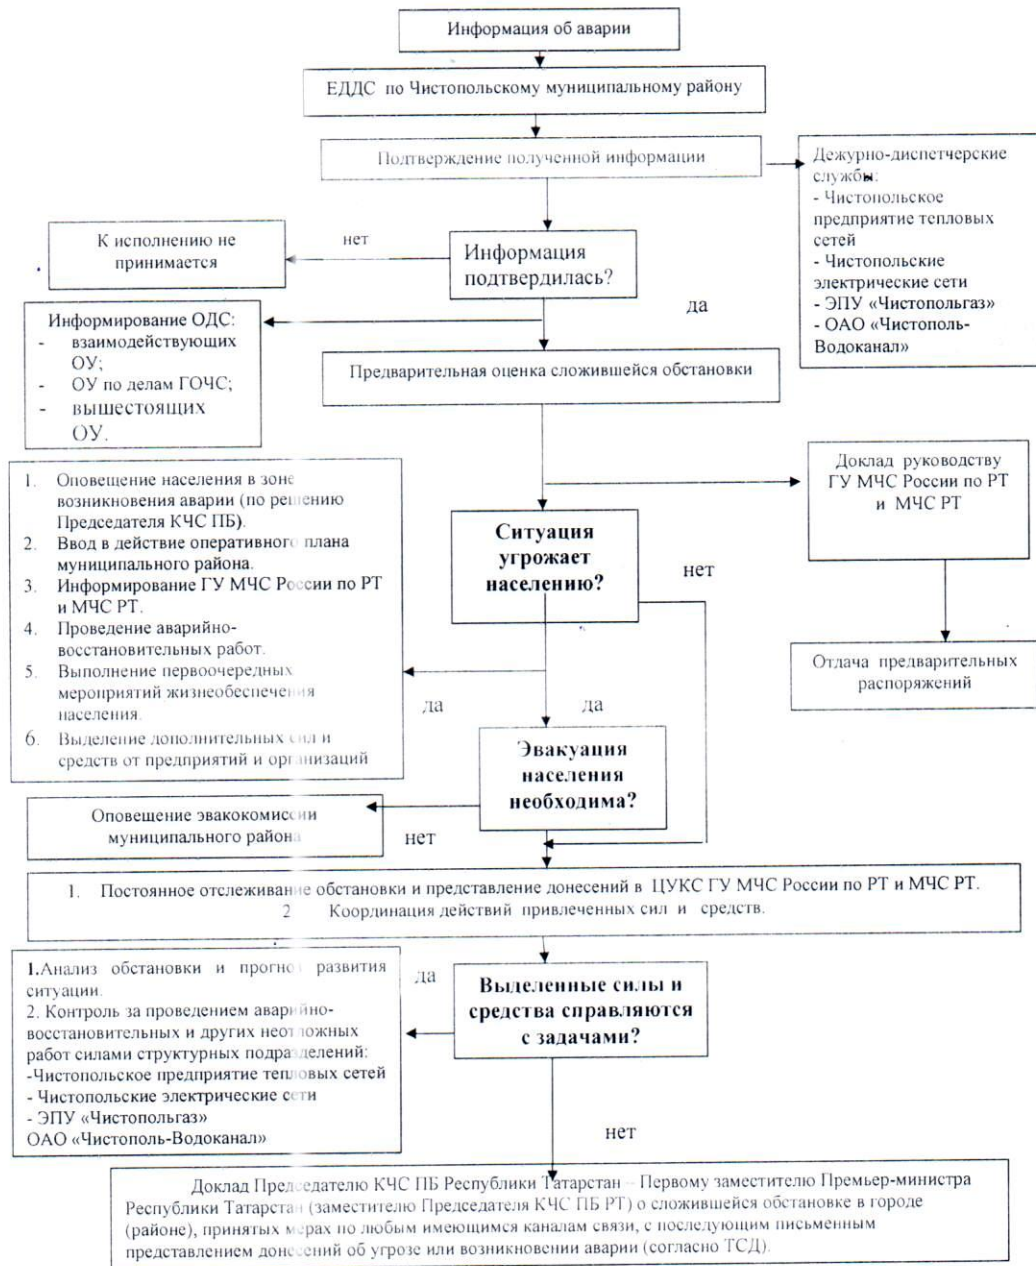 Информация об аварии
ЕДДС по Чистопольскому муниципальному району
Подтверждение полученной информации
Дежурно-диспетчерские
службы:
- Чистопольское
предприятие тепловых
сетей
- Чистопольские
электрические сети
- ЭПУ «Чистопольгаз»
- ОАО «Чистополь-
Водоканал»
К исполнению не
принимается
нет
Информация
подтвердилась?
да
Информирование ОДС:
- взаимодействующих
ОУ;
- ОУ по делам ГОЧС;
- вышестоящих
ОУ.
Предварительная оценка сложившейся обстановки
Доклад руководству
ГУ МЧС России по РТ
и МЧС РТ
1. Оповещение населения в зоне
возникновения аварии (по решению
Председателя КЧС ПБ).
2. Ввод в действие оперативного плана
муниципального района.
3. Информирование ГУ МЧС России по РТ
и МЧС РТ.
4. Проведение аварийно-
восстановительных работ.
5. Выполнение первоочередных
мероприятий жизнеобеспечения
населения.
6. Выделение дополнительных сил и
средств от предприятий и организаций
Ситуация
угрожает
населению?
нет
Отдача предварительных
распоряжений
да
да
Эвакуация
населения
необходима?
Оповещение эвакокомиссии
муниципального района
нет
1. Постоянное отслеживание обстановки и представление донесений в ЦУКС ГУ МЧС России по РТ и МЧС РТ.
2 Координация действий привлеченных сил и средств.
1.Анализ обстановки и прогноз развития
ситуации.
2. Контроль за проведением аварийно-
восстановительных и других неотложных
работ силами структурных подразделений:
-Чистопольское предприятие тепловых сетей
- Чистопольские электрические сети
- ЭПУ «Чистопольгаз»
ОАО «Чистополь-Водоканал»
да
Выделенные силы и
средства справляются
с задачами?
нет
Доклад Председателю КЧС ПБ Республики Татарстан – Первому заместителю Премьер-министра
Республики Татарстан (заместителю Председателя КЧС ПБ РТ) о сложившейся обстановке в городе
(районе), принятых мерах по любым имеющимся каналам связи, с последующим письменным
представлением донесений об угрозе или возникновении аварии (согласно ТСД).